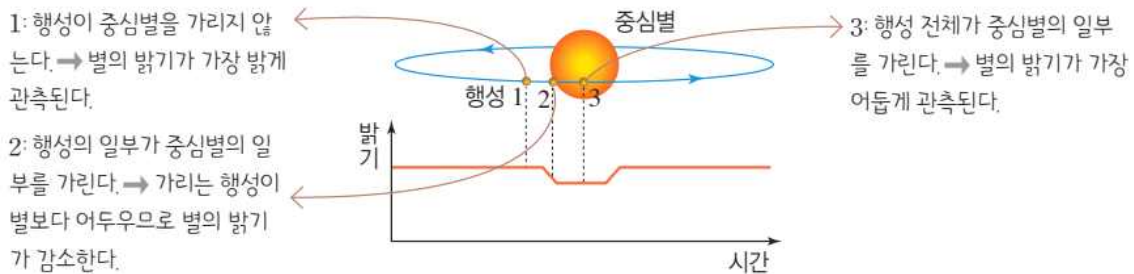 1: 행성이 중심별을 가리지 않
는다. ➡ 별의 밝기가 가장 밝게
관측된다.
2: 행성의 일부가 중심별의 일
부를 가린다. ➡ 가리는 행성이
별보다 어두우므로 별의 밝기
가 감소한다.
중심별
행성 1 2 3
밝
기
시간
3: 행성 전체가 중심별의 일부
를 가린다. ➡ 별의 밝기가 가장
어둡게 관측된다.